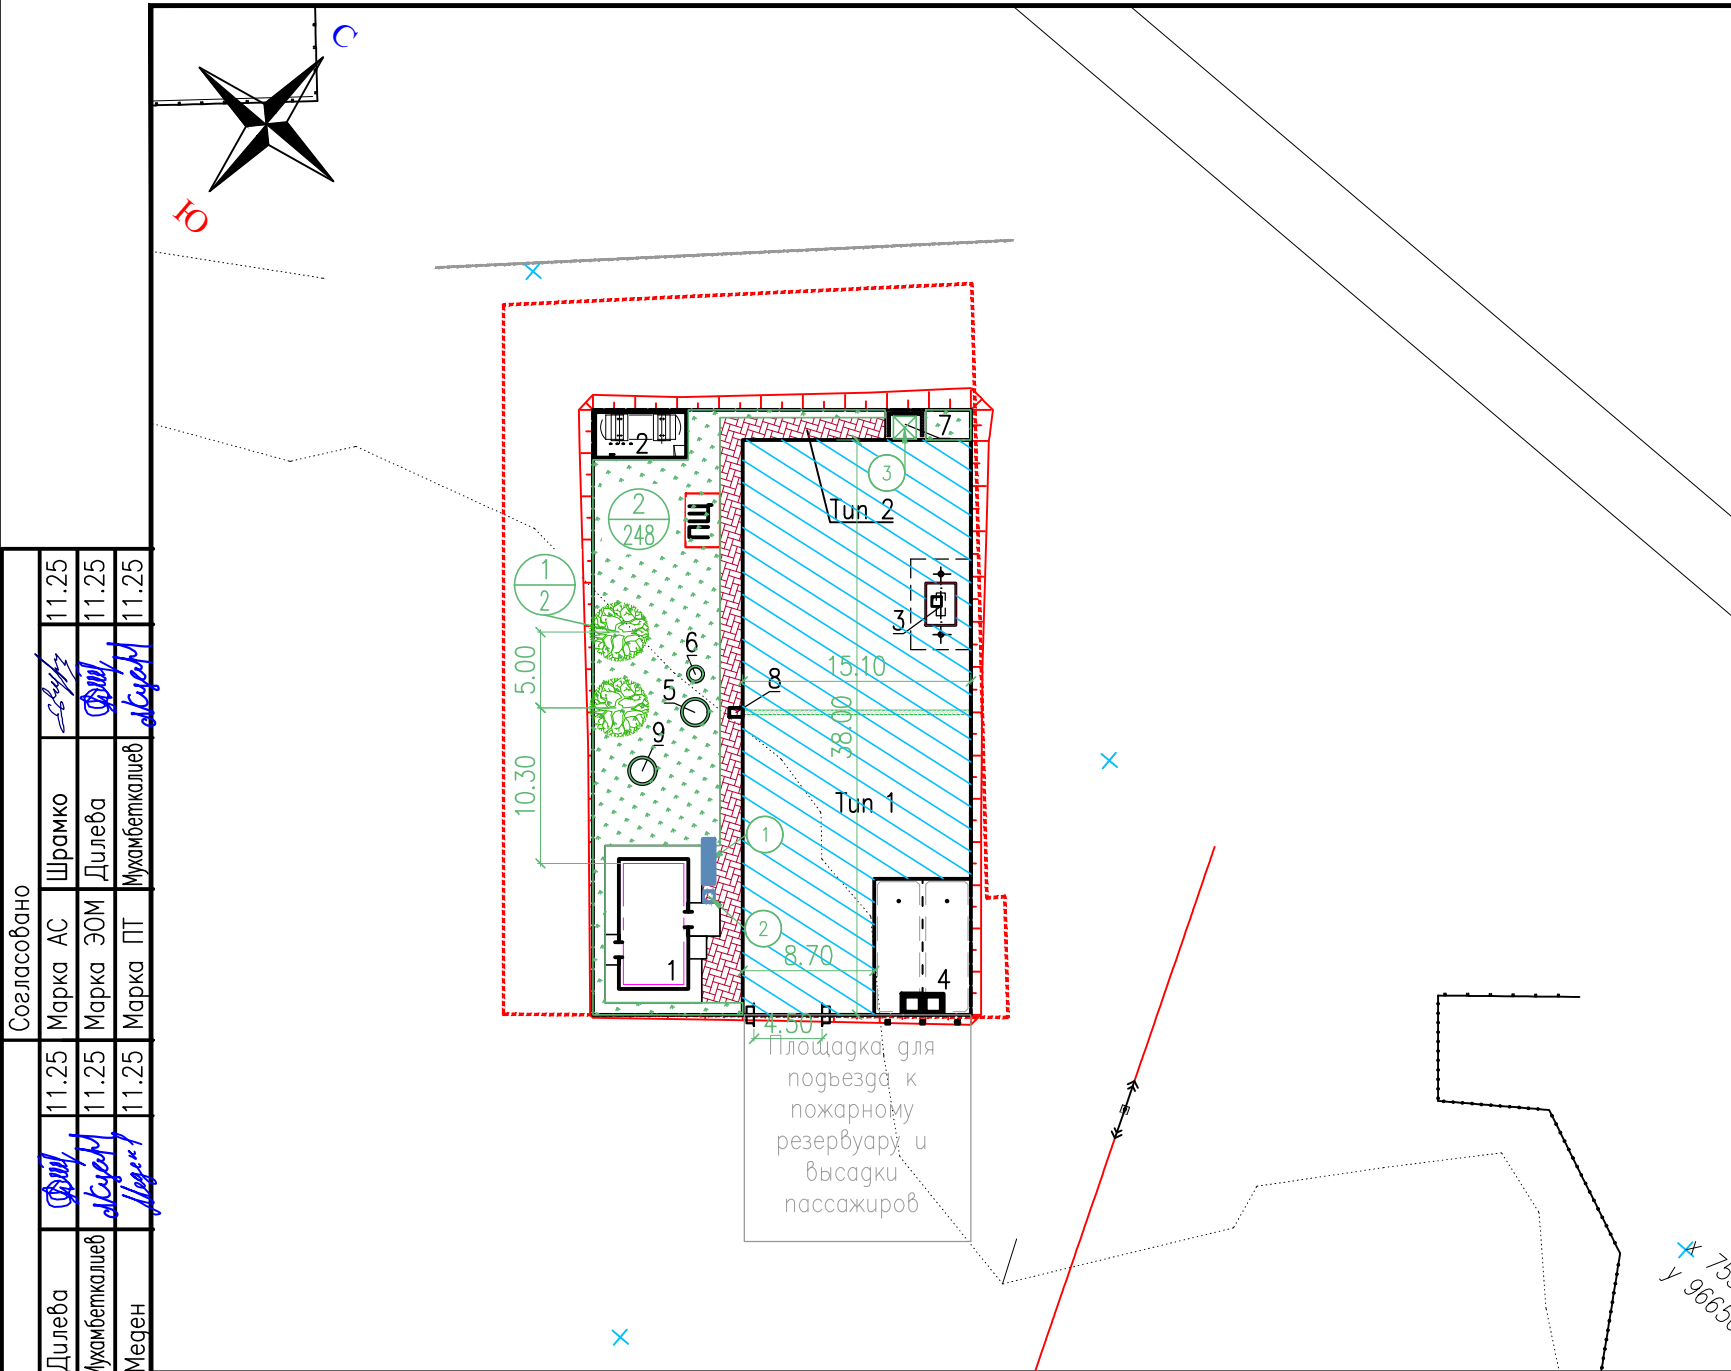 С
Ю
2
7
3
Тип 2
2
248
ПЩ
1
2
3
6
5.00
15.10
5
8
38.00
9
10.30
Тип 1
1
2
8.70
1
4
4.50
Площадка для
подъезда к
пожарному
резервуару и
высадки
пассажиров
Согласовано
Марка АС Шрамко 11.25
Марка ЭОМ Дилева 11.25
Марка ПТ Мухамбеткалиев 11.25
Дилева 11.25
Мухамбеткалиев 11.25
Меден 11.25